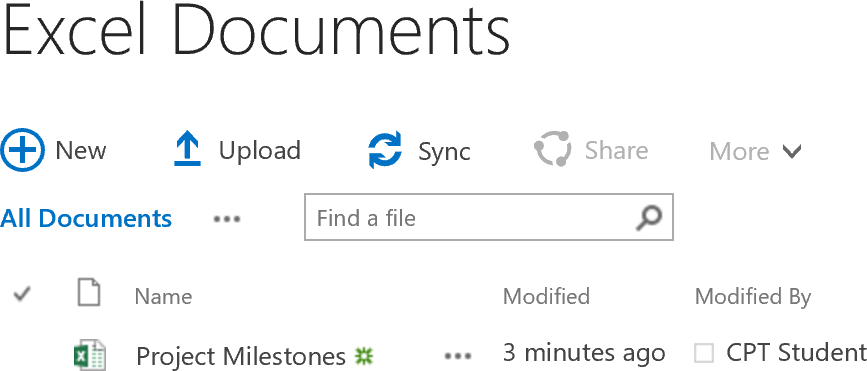 Excel Documents
New Upload Sync Share More
All Documents ... Find a file
Name Modified Modified By
Project Milestones ... 3 minutes ago CPT Student